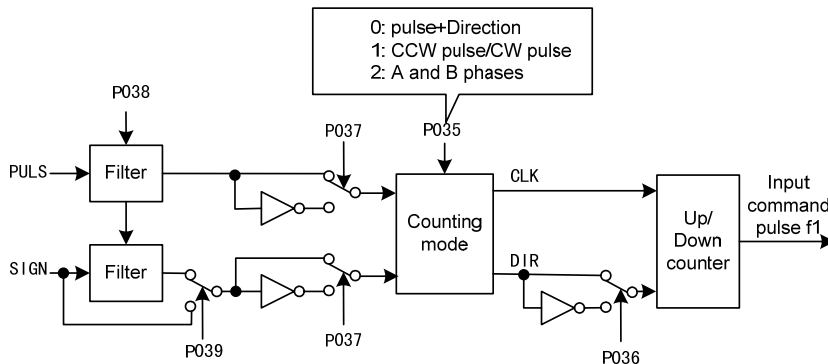 0: pulse+Direction
1: CCW pulse/CW pulse
2: A and B phases
P038
P037
P035
PULS
Filter
CLK
Input
command
pulse f1
Counting
mode
Up/
Down
counter
SIGN
Filter
DIR
P039
P037
P036